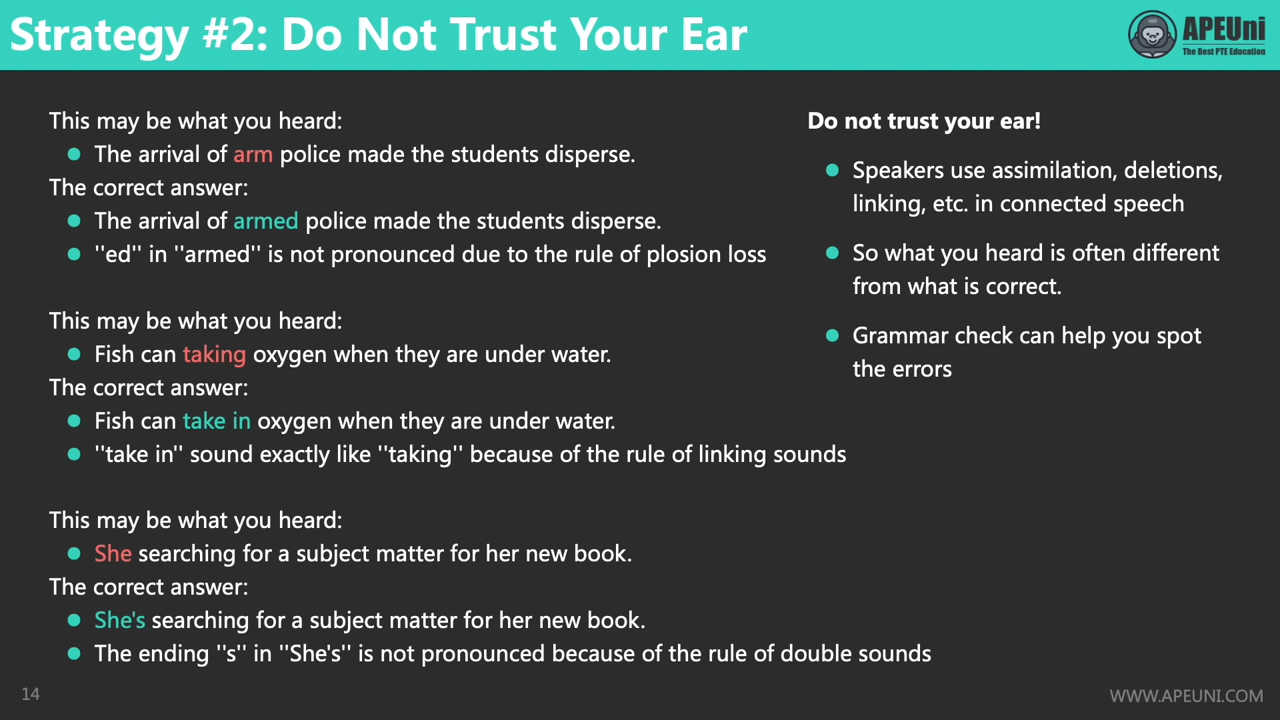 Strategy #2: Do Not Trust Your Ear
APEUni
The Best PTE Education
This may be what you heard:
The arrival of arm police made the students disperse.
The correct answer:
The arrival of armed police made the students disperse.
''ed'' in ''armed'' is not pronounced due to the rule of plosion loss
This may be what you heard:
Fish can taking oxygen when they are under water.
The correct answer:
Fish can take in oxygen when they are under water.
''take in'' sound exactly like ''taking'' because of the rule of linking sounds
This may be what you heard:
She searching for a subject matter for her new book.
The correct answer:
She's searching for a subject matter for her new book.
The ending ''s'' in ''She's'' is not pronounced because of the rule of double sounds
Do not trust your ear!
Speakers use assimilation, deletions,
linking, etc. in connected speech
So what you heard is often different
from what is correct.
Grammar check can help you spot
the errors
14
WWW.APEUNI.COM